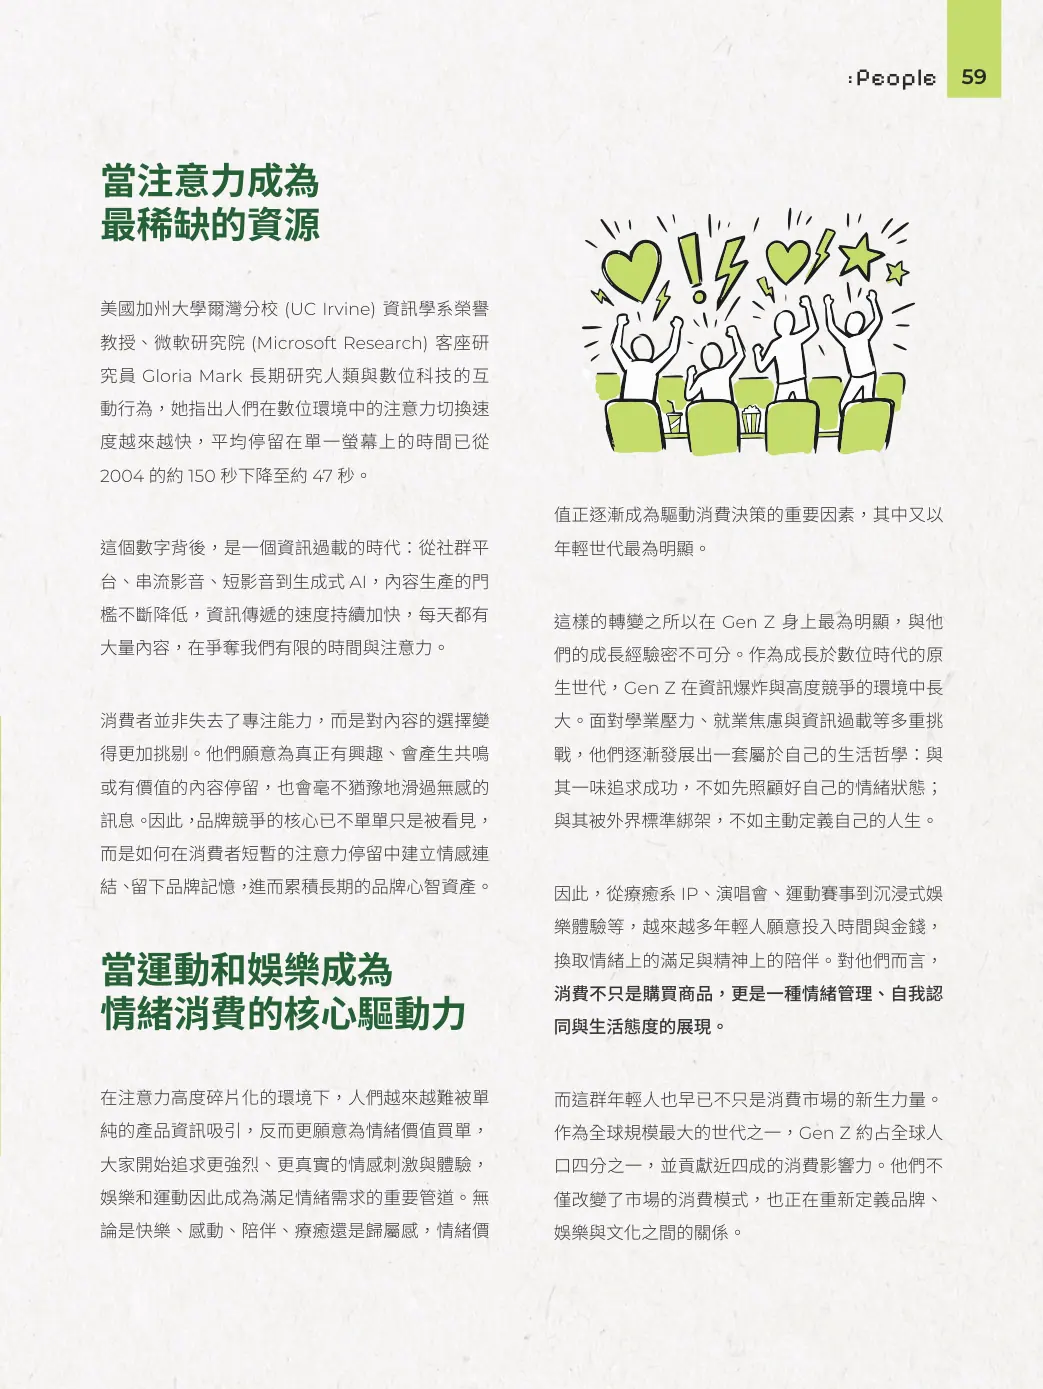 :People 59
當注意力成為
最稀缺的資源
美國加州大學爾灣分校 (UC Irvine) 資訊學系榮譽
教授、微軟研究院 (Microsoft Research) 客座研
究員 Gloria Mark 長期研究人類與數位科技的互
動行為，她指出人們在數位環境中的注意力切換速
度越來越快，平均停留在單一螢幕上的時間已從
2004 的約 150 秒下降至約 47 秒。
這個數字背後，是一個資訊過載的時代：從社群平
台、串流影音、短影音到生成式 AI，內容生產的門
檻不斷降低，資訊傳遞的速度持續加快，每天都有
大量內容，在爭奪我們有限的時間與注意力。
消費者並非失去了專注能力，而是對內容的選擇變
得更加挑剔。他們願意為真正有興趣、會產生共鳴
或有價值的內容停留，也會毫不猶豫地滑過無感的
訊息。因此，品牌競爭的核心已不單單只是被看見，
而是如何在消費者短暫的注意力停留中建立情感連
結、留下品牌記憶，進而累積長期的品牌心智資產。
當運動和娛樂成為
情緒消費的核心驅動力
在注意力高度碎片化的環境下，人們越來越難被單
純的產品資訊吸引，反而更願意為情緒價值買單，
大家開始追求更強烈、更真實的情感刺激與體驗，
娛樂和運動因此成為滿足情緒需求的重要管道。無
論是快樂、感動、陪伴、療癒還是歸屬感，情緒價
值正逐漸成為驅動消費決策的重要因素，其中又以
年輕世代最為明顯。
這樣的轉變之所以在 Gen Z 身上最為明顯，與他
們的成長經驗密不可分。作為成長於數位時代的原
生世代，Gen Z 在資訊爆炸與高度競爭的環境中長
大。面對學業壓力、就業焦慮與資訊過載等多重挑
戰，他們逐漸發展出一套屬於自己的生活哲學：與
其一味追求成功，不如先照顧好自己的情緒狀態；
與其被外界標準綁架，不如主動定義自己的人生。
因此，從療癒系 IP、演唱會、運動賽事到沉浸式娛
樂體驗等，越來越多年輕人願意投入時間與金錢，
換取情緒上的滿足與精神上的陪伴。對他們而言，
消費不只是購買商品，更是一種情緒管理、自我認
同與生活態度的展現。
而這群年輕人也早已不只是消費市場的新生力量。
作為全球規模最大的世代之一，Gen Z 約占全球人
口四分之一，並貢獻近四成的消費影響力。他們不
僅改變了市場的消費模式，也正在重新定義品牌、
娛樂與文化之間的關係。